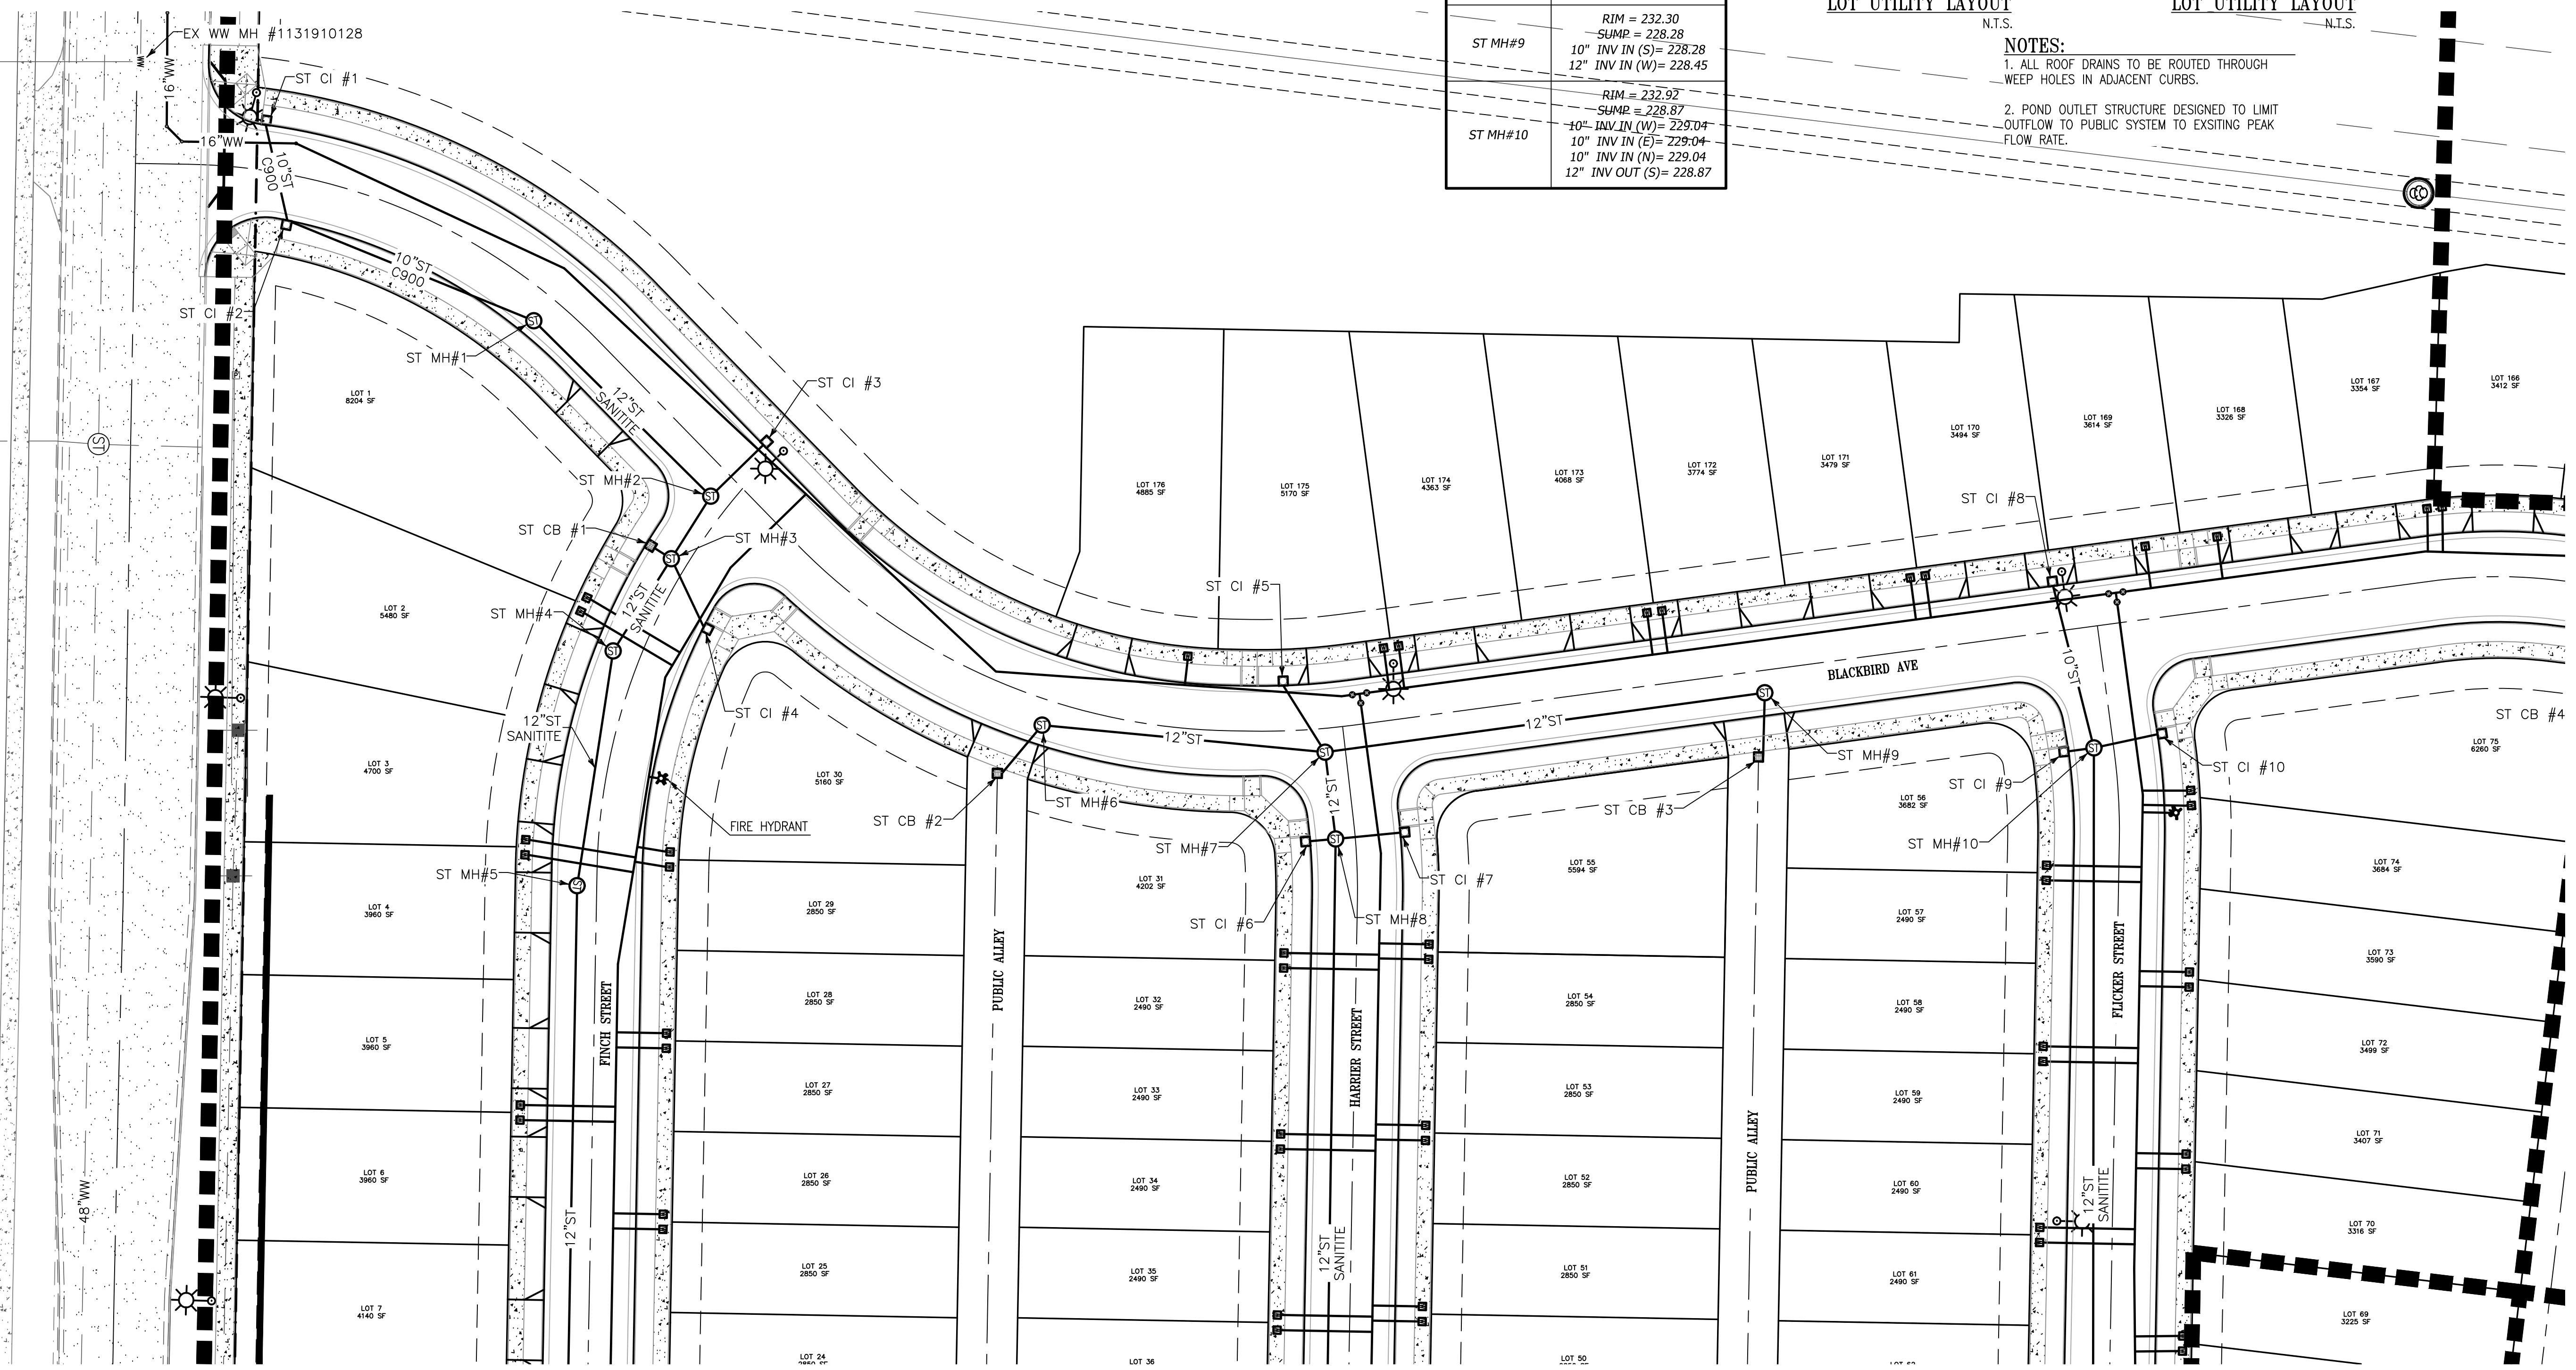 LOT UTILITY LAYOUT
N.T.S.
LOT UTILITY LAYOUT
N.T.S.
NOTES:
1. ALL ROOF DRAINS TO BE ROUTED THROUGH
WEEP HOLES IN ADJACENT CURBS.
2. POND OUTLET STRUCTURE DESIGNED TO LIMIT
OUTFLOW TO PUBLIC SYSTEM TO EXSITING PEAK
FLOW RATE.
ST MH#9
RIM = 232.30
SUMP = 228.28
10" INV IN (S)= 228.28
12" INV IN (W)= 228.45
ST MH#10
RIM = 232.92
SUMP = 228.87
10" INV IN (W)= 229.04
10" INV IN (E)= 229.04
10" INV IN (N)= 229.04
12" INV OUT (S)= 228.87
EX WW MH #1131910128
WW
16"WW
ST CI #1
16"WW
10"ST
C900
10"ST
C900
ST CI #2
ST MH#1
12"ST
SANITITE
ST CI #3
ST MH#2
ST CB #1
ST MH#3
ST MH#4
12"ST
SANITITE
ST CI #4
12"ST
SANITITE
ST MH#5
FIRE HYDRANT
ST
48"WW
ST
ST
ST
ST
ST
12"ST
FINCH STREET
LOT 1
8204 SF
LOT 2
5480 SF
LOT 3
4700 SF
LOT 4
3960 SF
LOT 5
3960 SF
LOT 6
3960 SF
LOT 7
4140 SF
LOT 30
5160 SF
LOT 29
2850 SF
LOT 28
2850 SF
LOT 27
2850 SF
LOT 26
2850 SF
LOT 25
2850 SF
LOT 24
2850 SF
PUBLIC ALLEY
ST CB #2
ST MH#6
ST
12"ST
ST CI #5
ST
ST MH#7
12"ST
ST
ST CI #6
ST MH#8
ST CI #7
LOT 31
4202 SF
LOT 32
2490 SF
LOT 33
2490 SF
LOT 34
2490 SF
LOT 35
2490 SF
LOT 36
12"ST
SANITITE
HARRIER STREET
12"ST
ST
ST MH#9
ST CB #3
BLACKBIRD AVE
LOT 55
5594 SF
LOT 54
2850 SF
LOT 53
2850 SF
LOT 52
2850 SF
LOT 51
2850 SF
LOT 50
PUBLIC ALLEY
LOT 56
3682 SF
LOT 57
2490 SF
LOT 58
2490 SF
LOT 59
2490 SF
LOT 60
2490 SF
LOT 61
2490 SF
ST CI #8
10"ST
ST
ST CI #9
ST MH#10
ST CI #10
FLICKER STREET
12"ST
SANITITE
LOT 176
4885 SF
LOT 175
5170 SF
LOT 174
4363 SF
LOT 173
4068 SF
LOT 172
3774 SF
LOT 171
3479 SF
LOT 170
3494 SF
LOT 169
3614 SF
LOT 168
3326 SF
LOT 167
3354 SF
LOT 166
3412 SF
ST CB #4
LOT 75
6260 SF
LOT 74
3684 SF
LOT 73
3590 SF
LOT 72
3499 SF
LOT 71
3407 SF
LOT 70
3316 SF
LOT 69
3225 SF